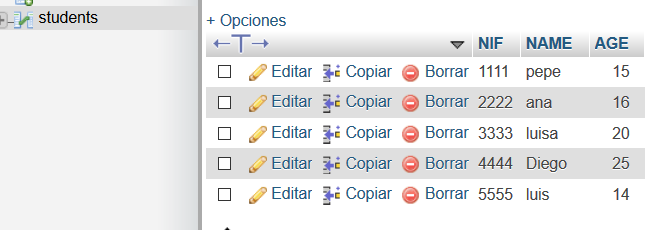 students
+ Opciones
NIF NAME AGE
Editar Copiar Borrar 1111 pepe 15
Editar Copiar Borrar 2222 ana 16
Editar Copiar Borrar 3333 luisa 20
Editar Copiar Borrar 4444 Diego 25
Editar Copiar Borrar 5555 luis 14